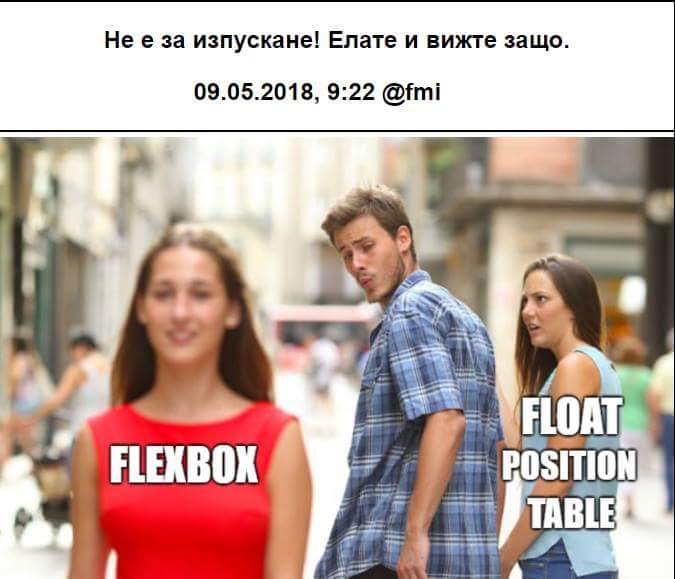 Не е за изпускане! Елате и вижте защо.
09.05.2018, 9:22 @fmi
FLEXBOX
FLOAT
POSITION
TABLE